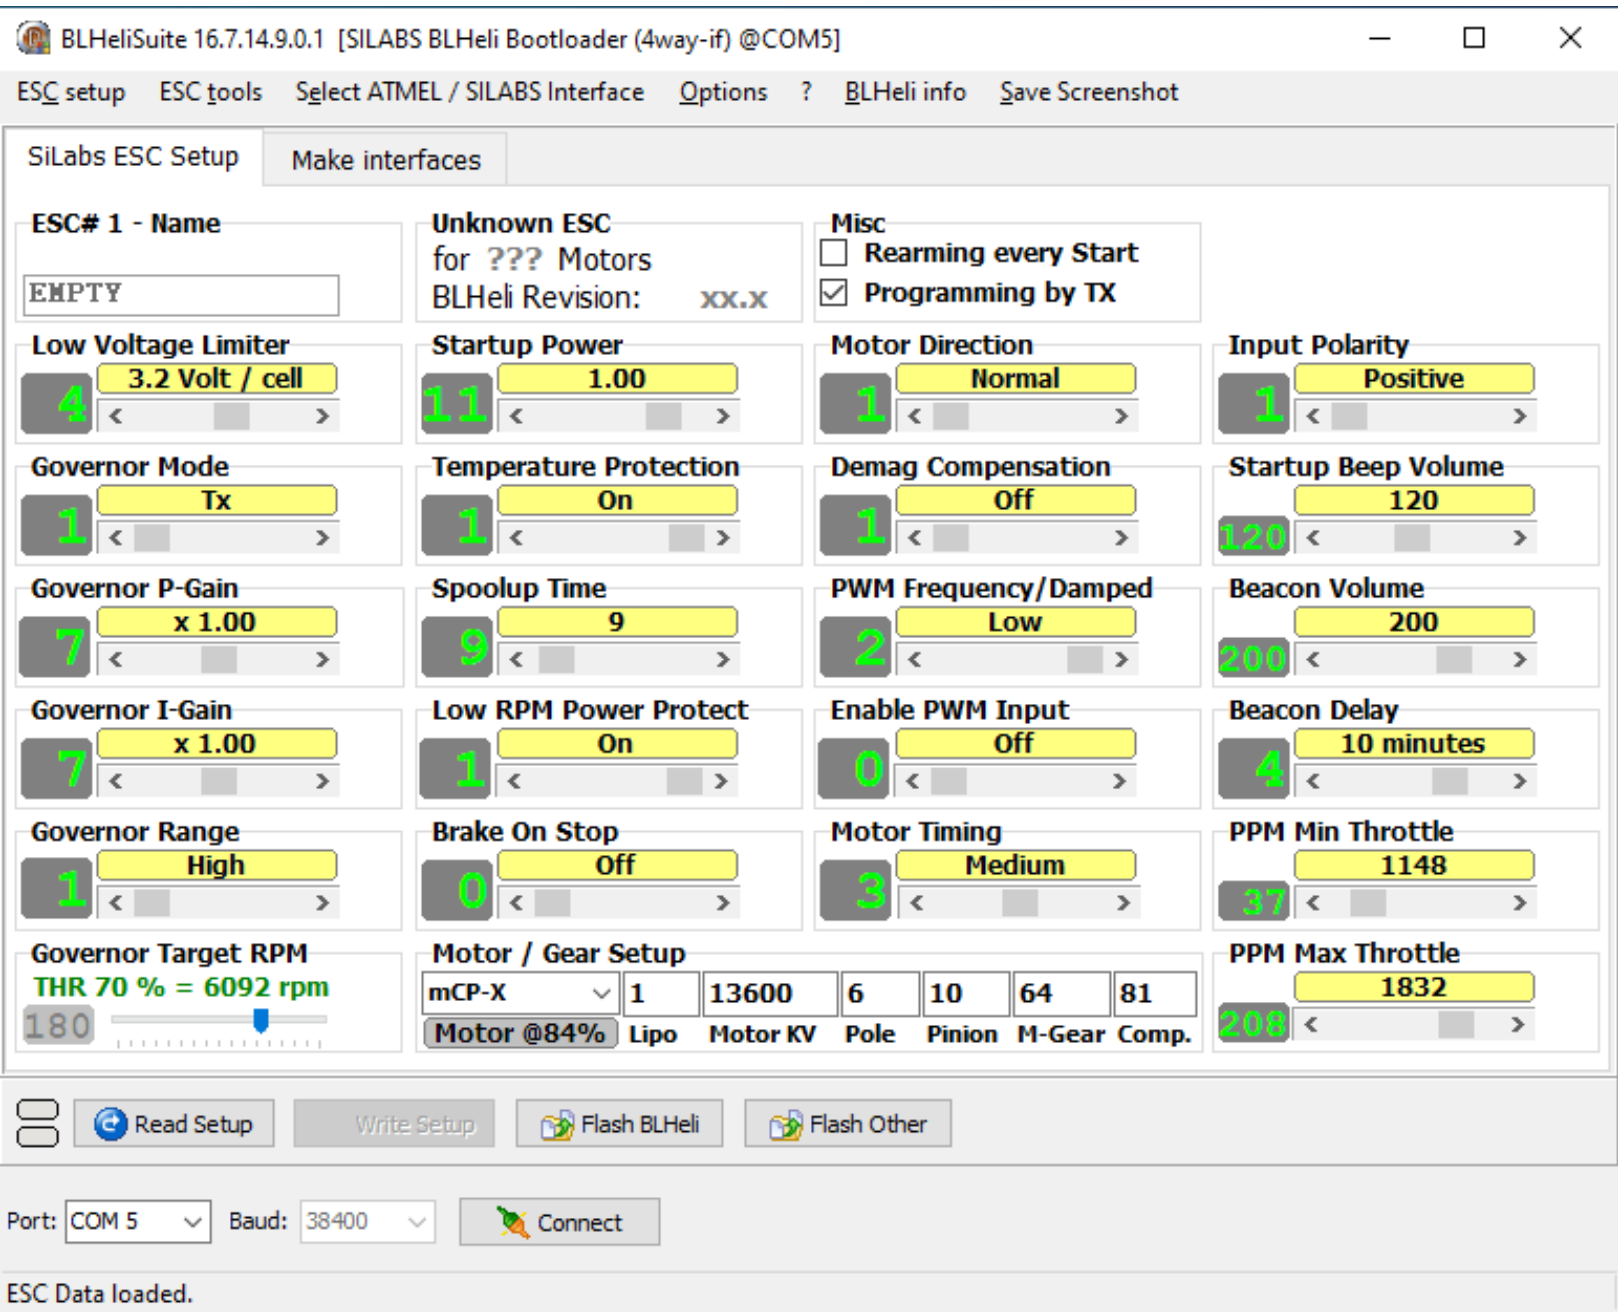 BLHeliSuite 16.7.14.9.0.1 [SILABS BLHeli Bootloader (4way-if) @COM5]
ESC setup ESC tools Select ATMEL / SILABS Interface Options ? BLHeli info Save Screenshot
SiLabs ESC Setup Make interfaces
ESC# 1 - Name
EMPTY
Unknown ESC
for ??? Motors
BLHeli Revision: xx.x
Misc
Rearming every Start
Programming by TX
Low Voltage Limiter
3.2 Volt / cell
4
Startup Power
1.00
11
Motor Direction
Normal
1
Input Polarity
Positive
1
Governor Mode
Tx
1
Temperature Protection
On
1
Demag Compensation
Off
1
Startup Beep Volume
120
120
Governor P-Gain
x 1.00
7
Spoolup Time
9
9
PWM Frequency/Damped
Low
2
Beacon Volume
200
200
Governor I-Gain
x 1.00
7
Low RPM Power Protect
On
1
Enable PWM Input
Off
0
Beacon Delay
10 minutes
4
Governor Range
High
1
Brake On Stop
Off
0
Motor Timing
Medium
3
PPM Min Throttle
1148
37
Governor Target RPM
THR 70 % = 6092 rpm
180
Motor / Gear Setup
mCP-X 1 13600 6 10 64 81
Motor @84% Lipo Motor KV Pole Pinion M-Gear Comp.
PPM Max Throttle
1832
208
Read Setup Write Setup Flash BLHeli Flash Other
Port: COM 5 Baud: 38400 Connect
ESC Data loaded.